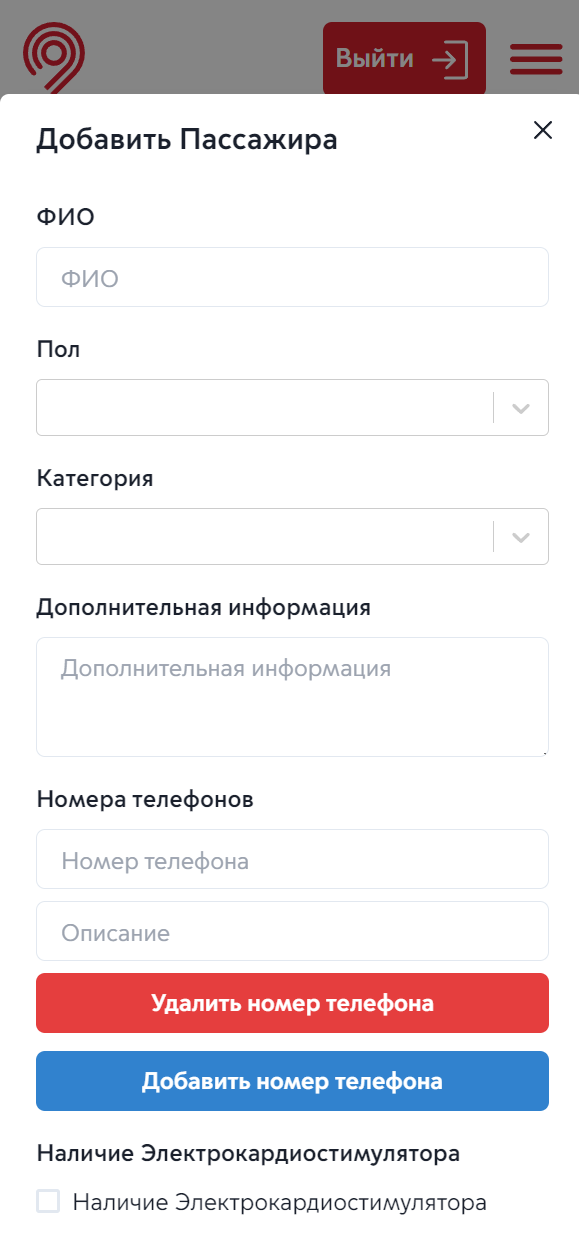 Выйти
Добавить Пассажира
ФИО
ФИО
Пол
Категория
Дополнительная информация
Дополнительная информация
Номера телефонов
Номер телефона
Описание
Удалить номер телефона
Добавить номер телефона
Наличие Электрокардиостимулятора
Наличие Электрокардиостимулятора